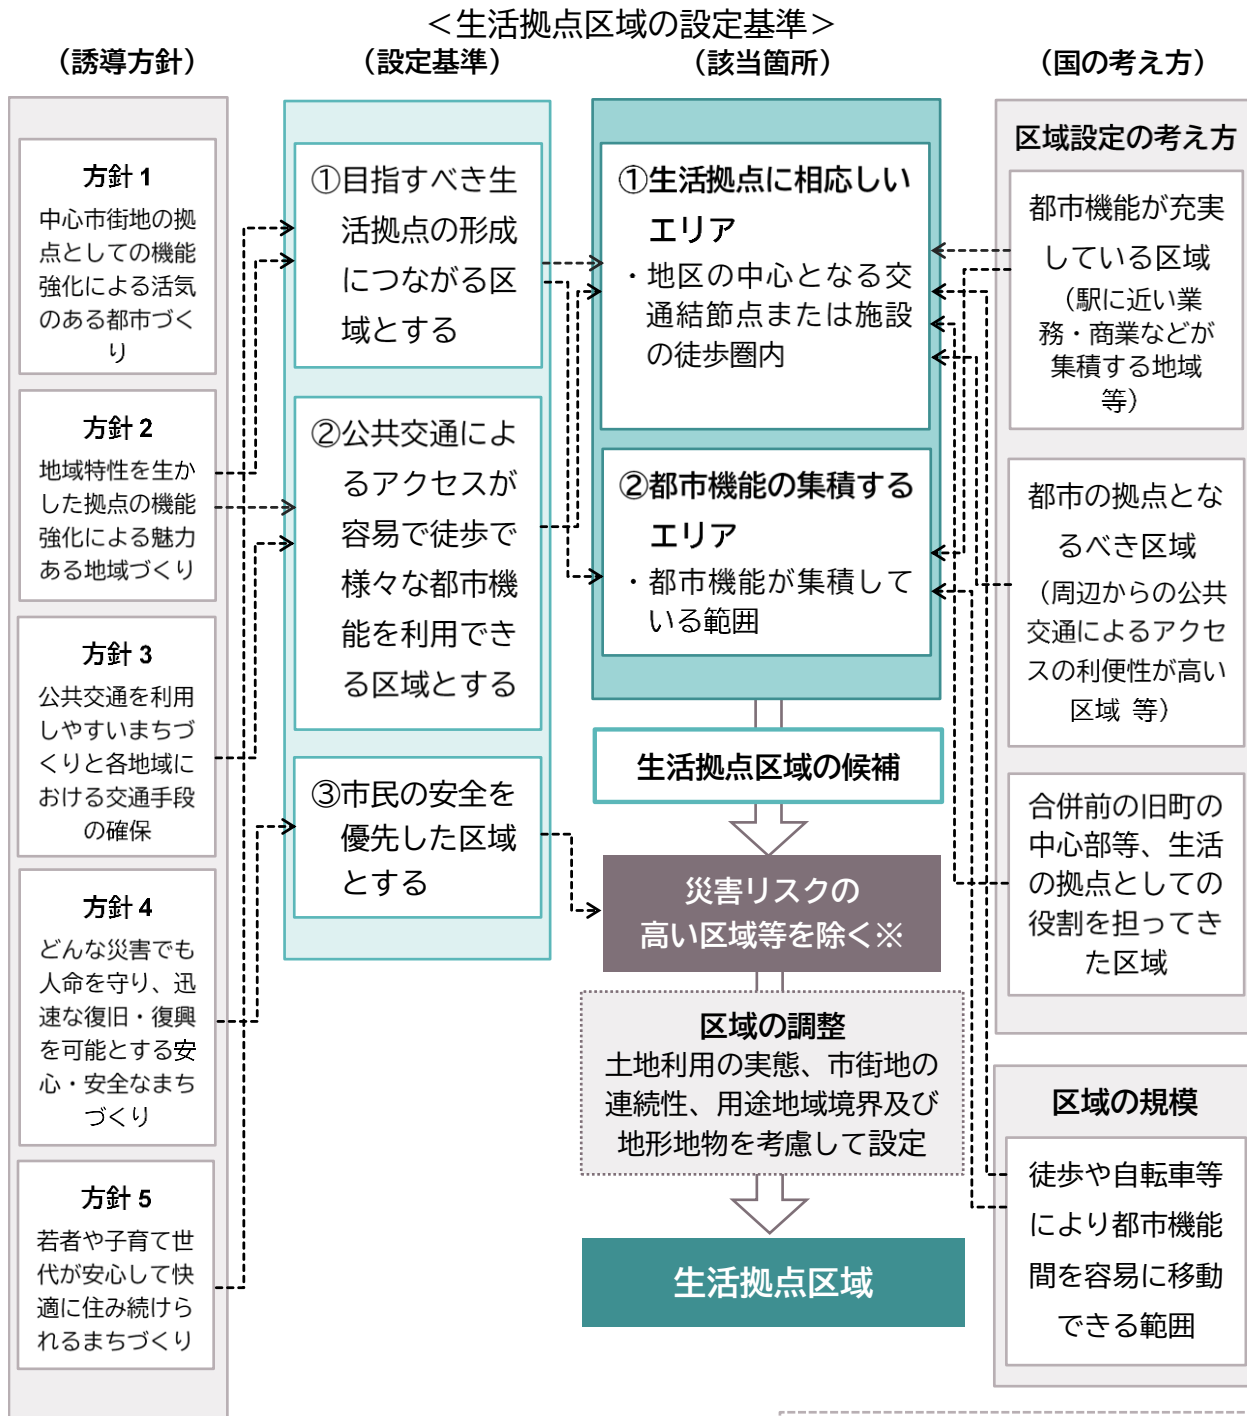 ＜生活拠点区域の設定基準＞
（誘導方針）
方針 1
中心市街地の拠
点としての機能
強化による活気
のある都市づく
り
方針 2
地域特性を生か
した拠点の機能
強化による魅力
ある地域づくり
方針 3
公共交通を利用
しやすいまちづ
くりと各地域に
おける交通手段
の確保
方針 4
どんな災害でも
人命を守り、迅
速な復旧・復興
を可能とする安
心・安全なまち
づくり
方針 5
若者や子育て世
代が安心して快
適に住み続けら
れるまちづくり
（設定基準）
①目指すべき生
活拠点の形成
につながる区
域とする
②公共交通によ
るアクセスが
容易で徒歩で
様々な都市機
能を利用でき
る区域とする
③市民の安全を
優先した区域
とする
（該当箇所）
①生活拠点に相応しい
エリア
・地区の中心となる交
通結節点または施設
の徒歩圏内
②都市機能の集積する
エリア
・都市機能が集積して
いる範囲
生活拠点区域の候補
災害リスクの
高い区域等を除く※
区域の調整
土地利用の実態、市街地の
連続性、用途地域境界及び
地形地物を考慮して設定
生活拠点区域
（国の考え方）
区域設定の考え方
都市機能が充実
している区域
（駅に近い業
務・商業などが
集積する地域
等）
都市の拠点とな
るべき区域
（周辺からの公共
交通によるアクセ
スの利便性が高い
区域 等）
合併前の旧町の
中心部等、生活
の拠点としての
役割を担ってき
た区域
区域の規模
徒歩や自転車等
により都市機能
間を容易に移動
できる範囲